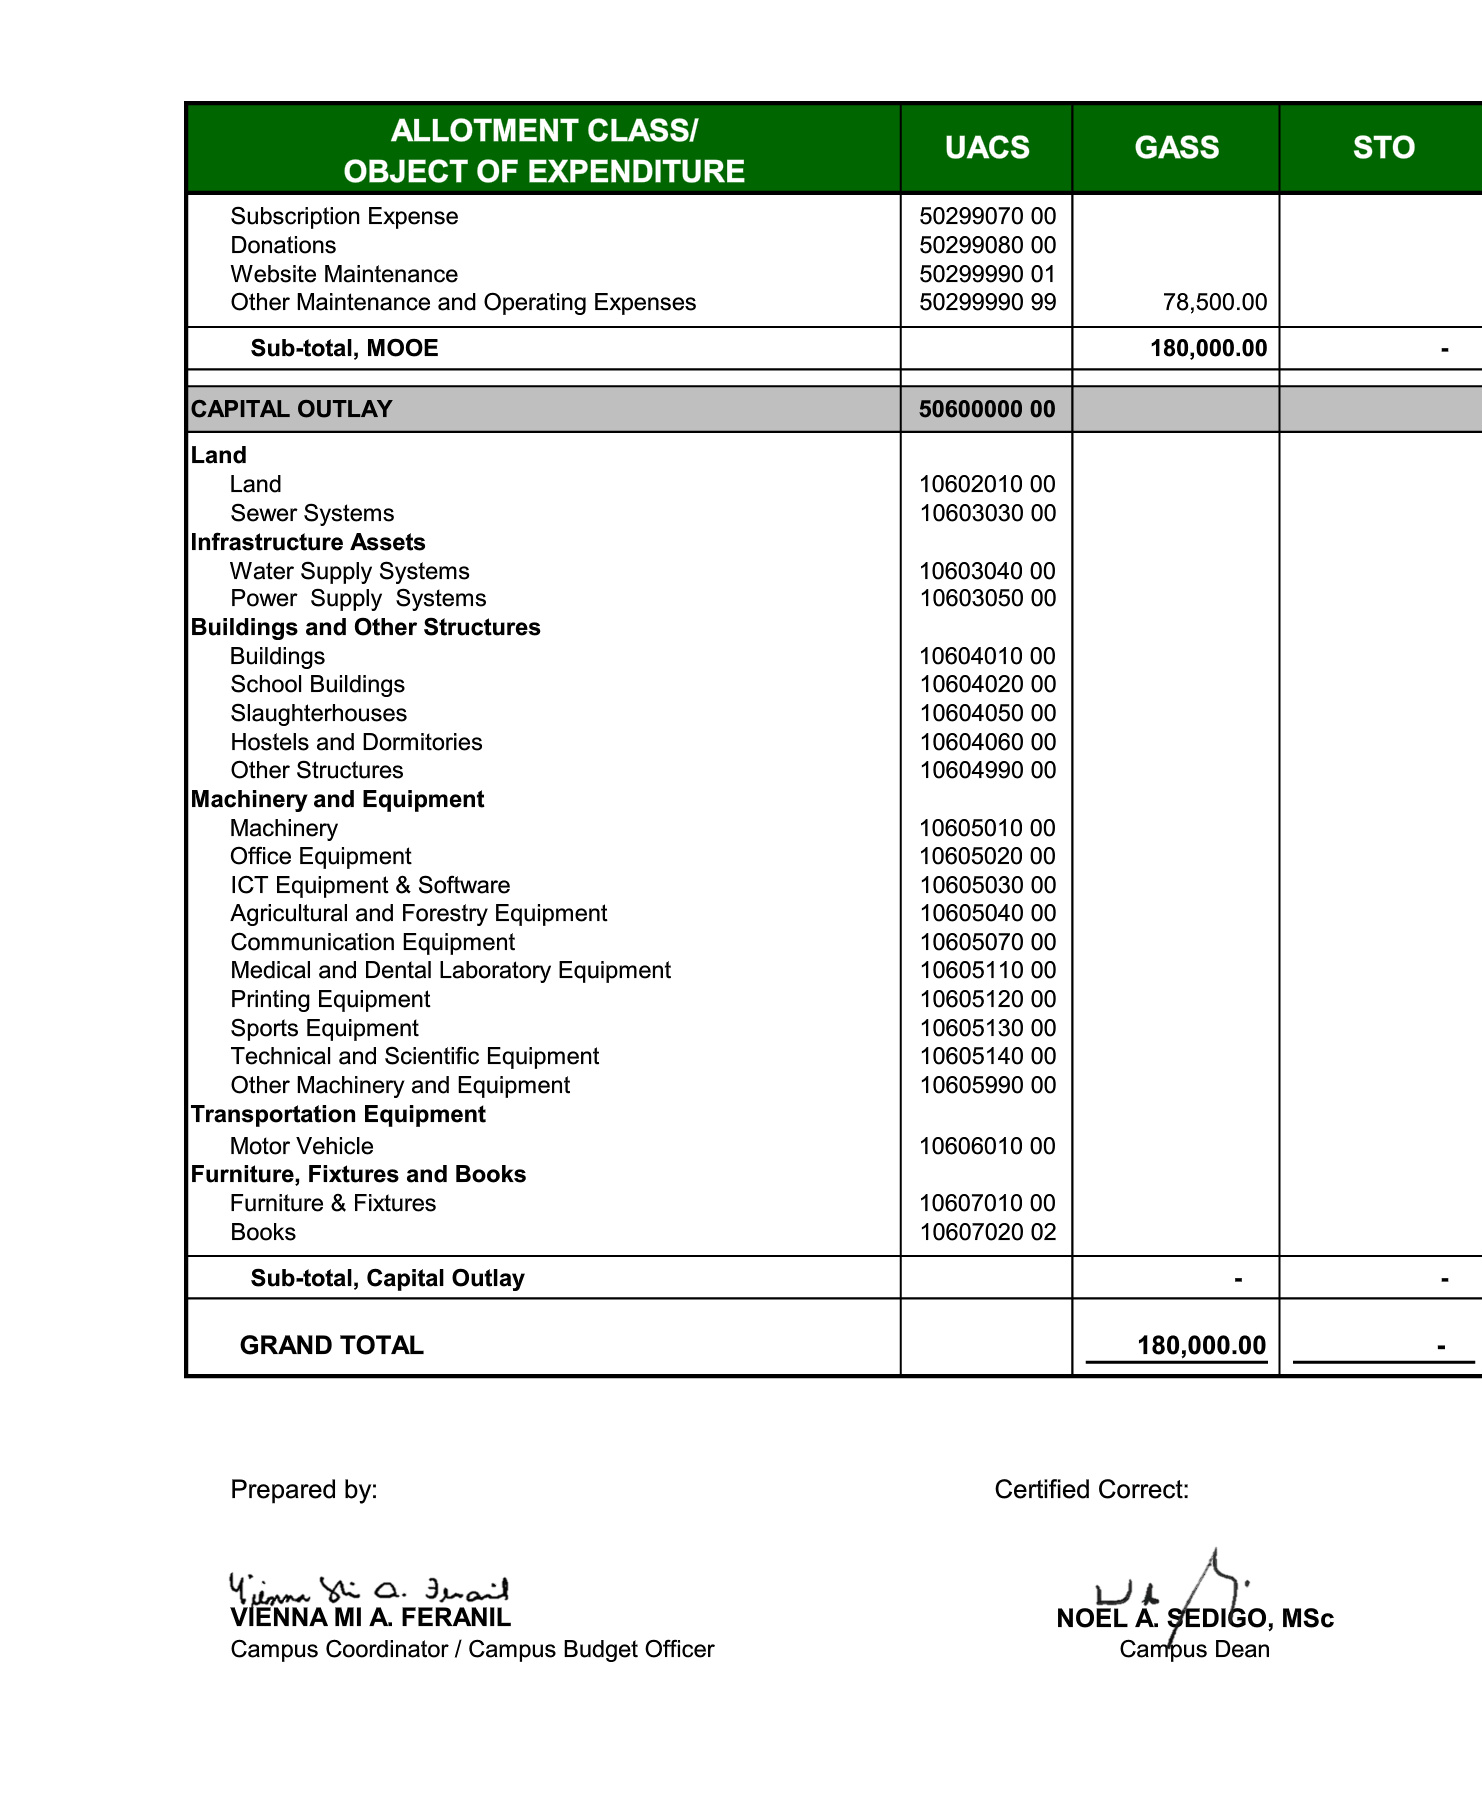 ALLOTMENT CLASS/
OBJECT OF EXPENDITURE UACS GASS STO
Subscription Expense 50299070 00
Donations 50299080 00
Website Maintenance 50299990 01
Other Maintenance and Operating Expenses 50299990 99 78,500.00
Sub-total, MOOE 180,000.00 -
CAPITAL OUTLAY 50600000 00
Land
Land 10602010 00
Sewer Systems 10603030 00
Infrastructure Assets
Water Supply Systems 10603040 00
Power Supply Systems 10603050 00
Buildings and Other Structures
Buildings 10604010 00
School Buildings 10604020 00
Slaughterhouses 10604050 00
Hostels and Dormitories 10604060 00
Other Structures 10604990 00
Machinery and Equipment
Machinery 10605010 00
Office Equipment 10605020 00
ICT Equipment & Software 10605030 00
Agricultural and Forestry Equipment 10605040 00
Communication Equipment 10605070 00
Medical and Dental Laboratory Equipment 10605110 00
Printing Equipment 10605120 00
Sports Equipment 10605130 00
Technical and Scientific Equipment 10605140 00
Other Machinery and Equipment 10605990 00
Transportation Equipment
Motor Vehicle 10606010 00
Furniture, Fixtures and Books
Furniture & Fixtures 10607010 00
Books 10607020 02
Sub-total, Capital Outlay - -
GRAND TOTAL 180,000.00 -
Prepared by: Certified Correct:
Vienna Mi A. Feranil
VIENNA MI A. FERANIL NOEL A. SEDIGO, MSc
Campus Coordinator / Campus Budget Officer Campus Dean